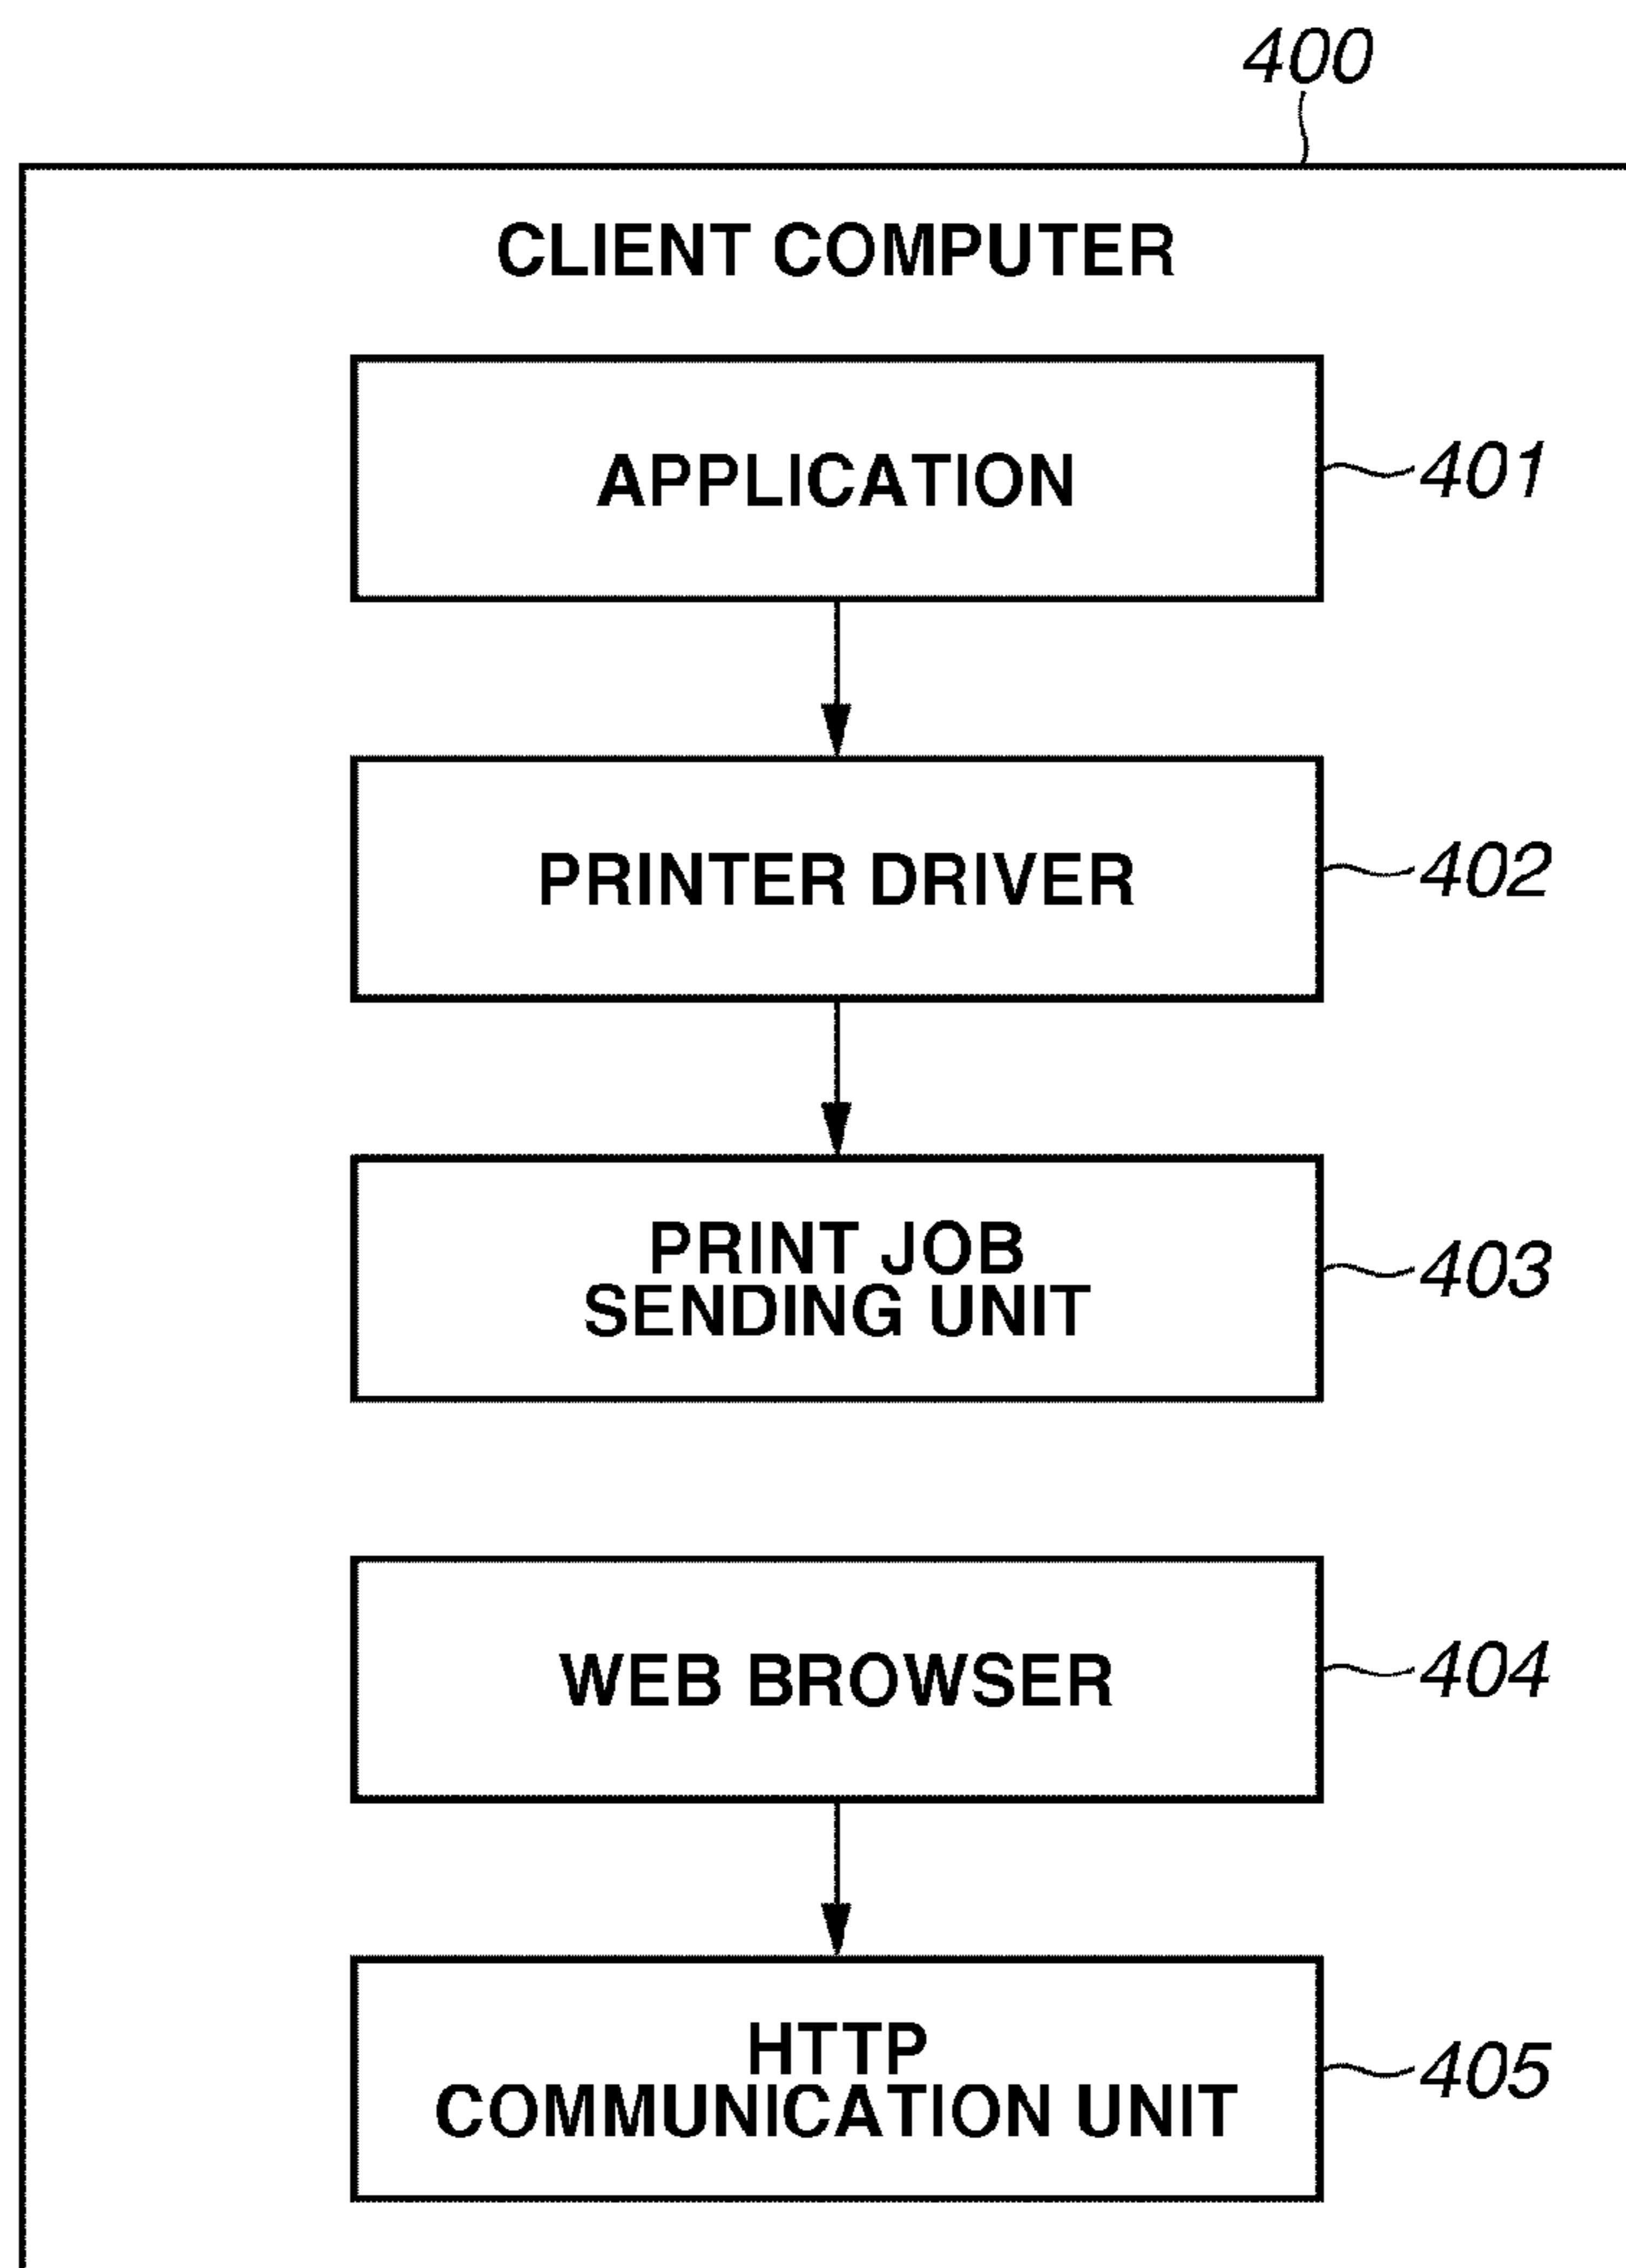 400
CLIENT COMPUTER
APPLICATION
401
PRINTER DRIVER
402
PRINT JOB
SENDING UNIT
403
WEB BROWSER
404
HTTP
COMMUNICATION UNIT
405